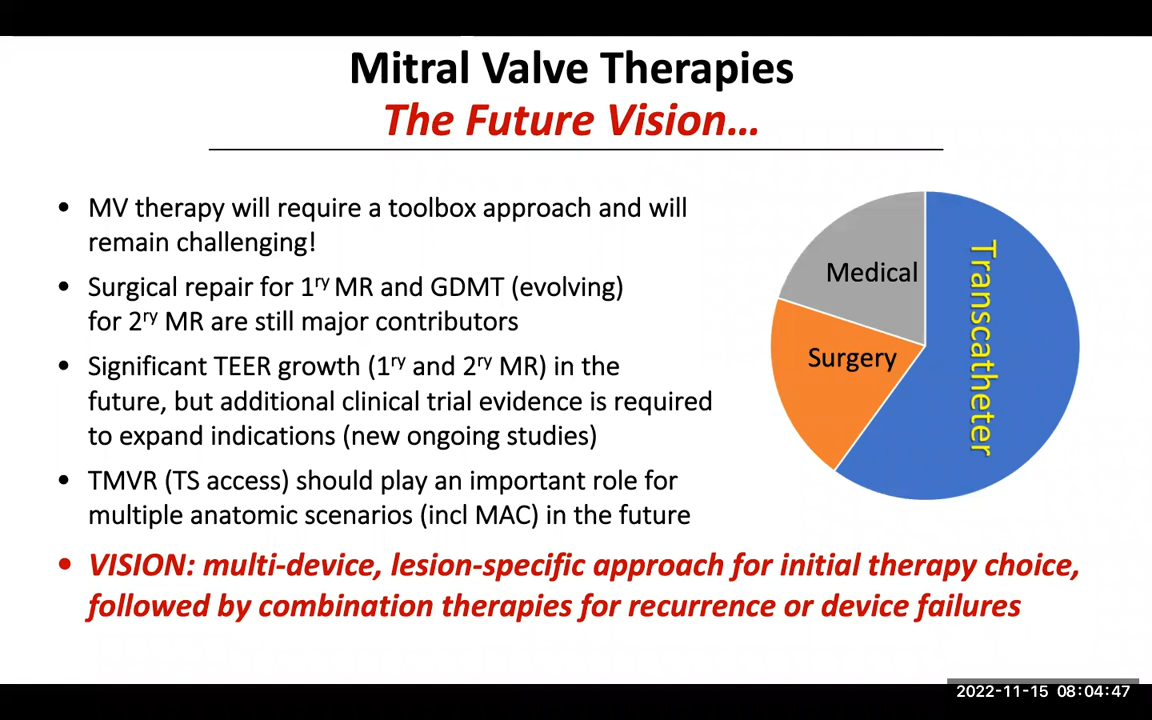 Mitral Valve Therapies
The Future Vision...
• MV therapy will require a toolbox approach and will
remain challenging!
• Surgical repair for 1ry MR and GDMT (evolving)
for 2ry MR are still major contributors
• Significant TEER growth (1ry and 2ry MR) in the
future, but additional clinical trial evidence is required
to expand indications (new ongoing studies)
• TMVR (TS access) should play an important role for
multiple anatomic scenarios (incl MAC) in the future
• VISION: multi-device, lesion-specific approach for initial therapy choice,
followed by combination therapies for recurrence or device failures
Medical
Surgery
Transcatheter
2022-11-15 08:04:47